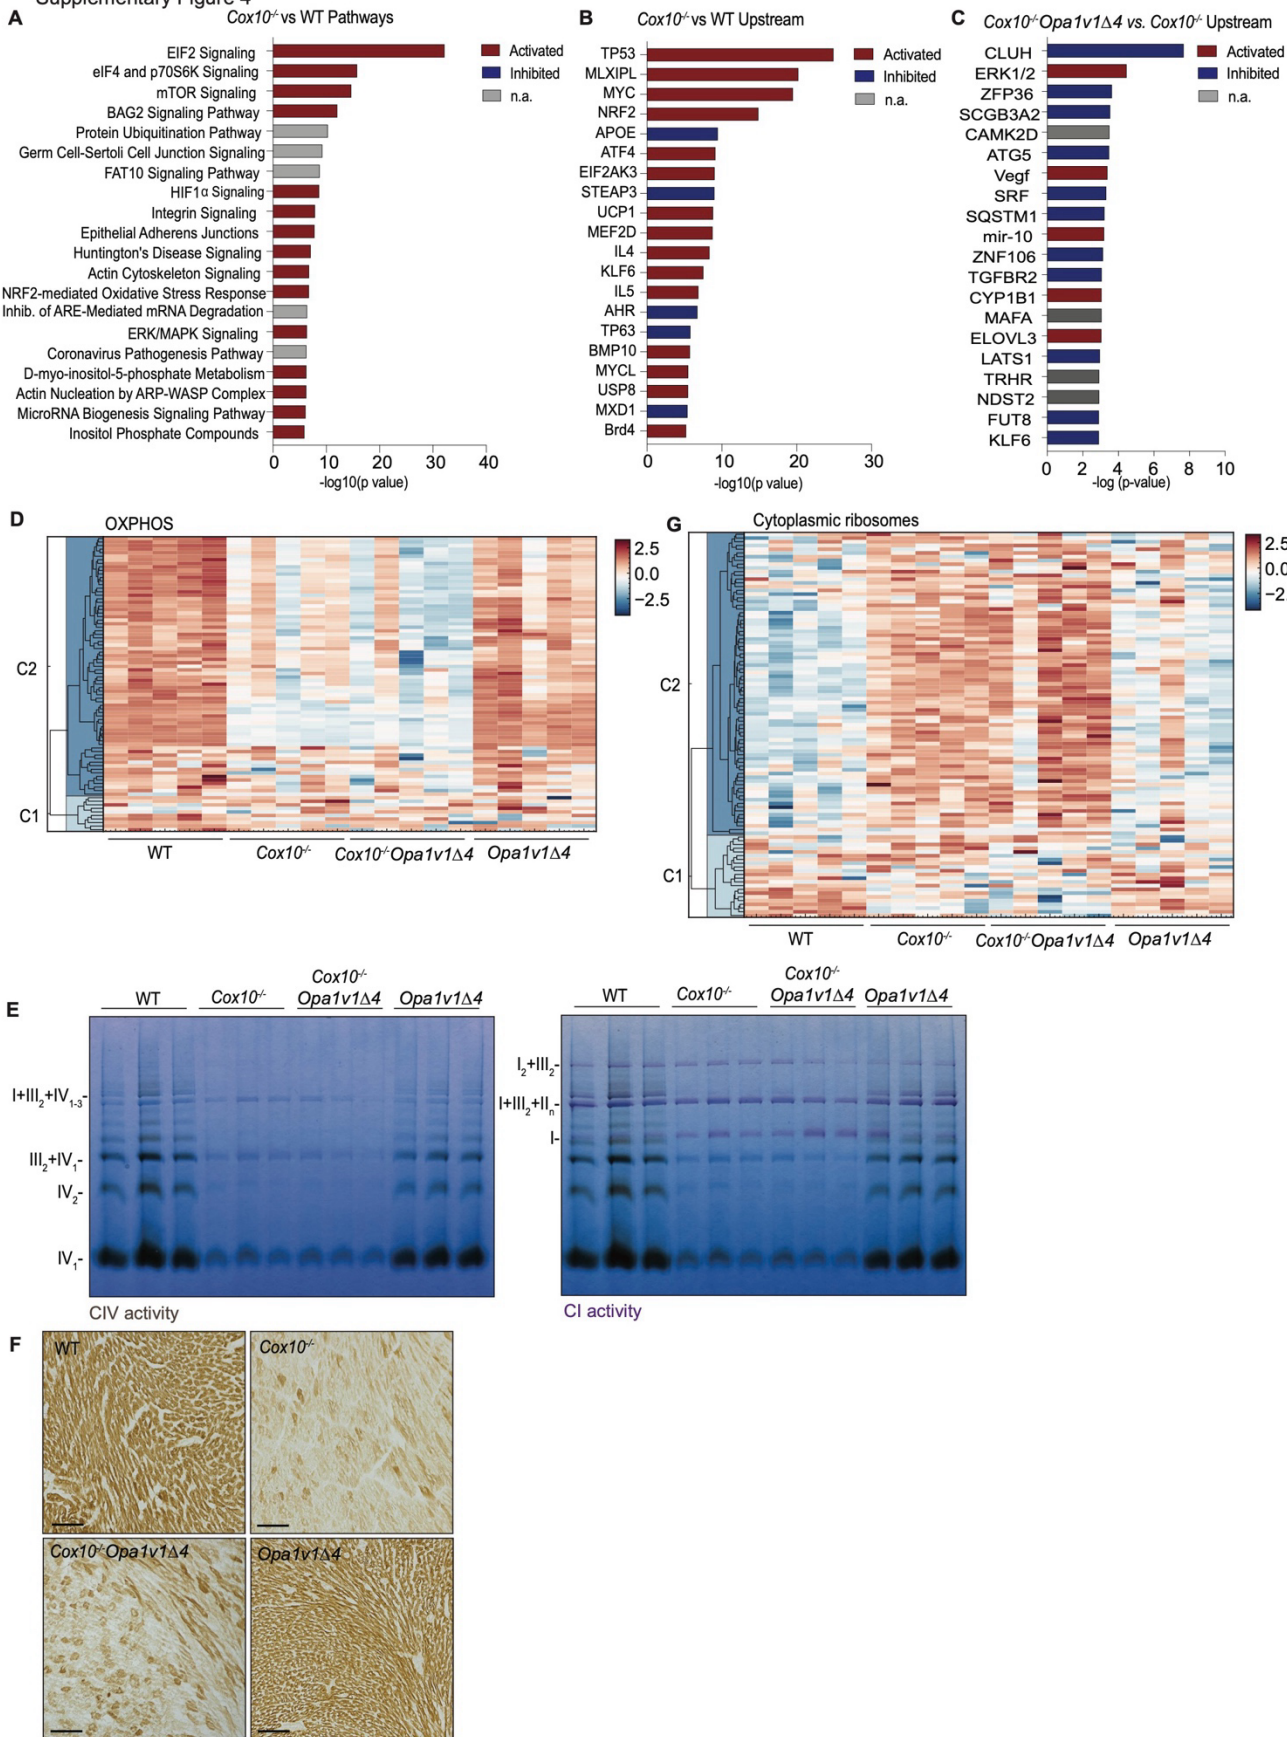 Supplementary Figure 4
A
Cox10-/- vs WT Pathways
EIF2 Signaling
eIF4 and p70S6K Signaling
mTOR Signaling
BAG2 Signaling Pathway
Protein Ubiquitination Pathway
Germ Cell-Sertoli Cell Junction Signaling
FAT10 Signaling Pathway
HIF1α Signaling
Integrin Signaling
Epithelial Adherens Junctions
Huntington's Disease Signaling
Actin Cytoskeleton Signaling
NRF2-mediated Oxidative Stress Response
Inhib. of ARE-Mediated mRNA Degradation
ERK/MAPK Signaling
Coronavirus Pathogenesis Pathway
D-myo-inositol-5-phosphate Metabolism
Actin Nucleation by ARP-WASP Complex
MicroRNA Biogenesis Signaling Pathway
Inositol Phosphate Compounds
0 10 20 30 40
-log10(p value)
Activated
Inhibited
n.a.
B
Cox10-/- vs WT Upstream
TP53
MLXIPL
MYC
NRF2
APOE
ATF4
EIF2AK3
STEAP3
UCP1
MEF2D
IL4
KLF6
IL5
AHR
TP63
BMP10
MYCL
USP8
MXD1
Brd4
0 10 20 30
-log10(p value)
Activated
Inhibited
n.a.
C
Cox10-/-Opa1v1Δ4 vs. Cox10-/- Upstream
CLUH
ERK1/2
ZFP36
SCGB3A2
CAMK2D
ATG5
Vegf
SRF
SQSTM1
mir-10
ZNF106
TGFBR2
CYP1B1
MAFA
ELOVL3
LATS1
TRHR
NDST2
FUT8
KLF6
0 2 4 6 8 10
-log (p-value)
Activated
Inhibited
n.a.
D
OXPHOS
C2
C1
2.5
0.0
−2.5
WT Cox10-/- Cox10-/-Opa1v1Δ4 Opa1v1Δ4
G
Cytoplasmic ribosomes
C2
C1
2.5
0.0
−2
WT Cox10-/- Cox10-/-Opa1v1Δ4 Opa1v1Δ4
E
WT Cox10-/- Cox10-/- Opa1v1Δ4 Opa1v1Δ4
I+III2+IV1-3-
III2+IV1-
IV2-
IV1-
CIV activity
WT Cox10-/- Cox10-/- Opa1v1Δ4 Opa1v1Δ4
I2+III2-
I+III2+IIn-
I-
CI activity
F
WT
Cox10-/-
Cox10-/-Opa1v1Δ4
Opa1v1Δ4